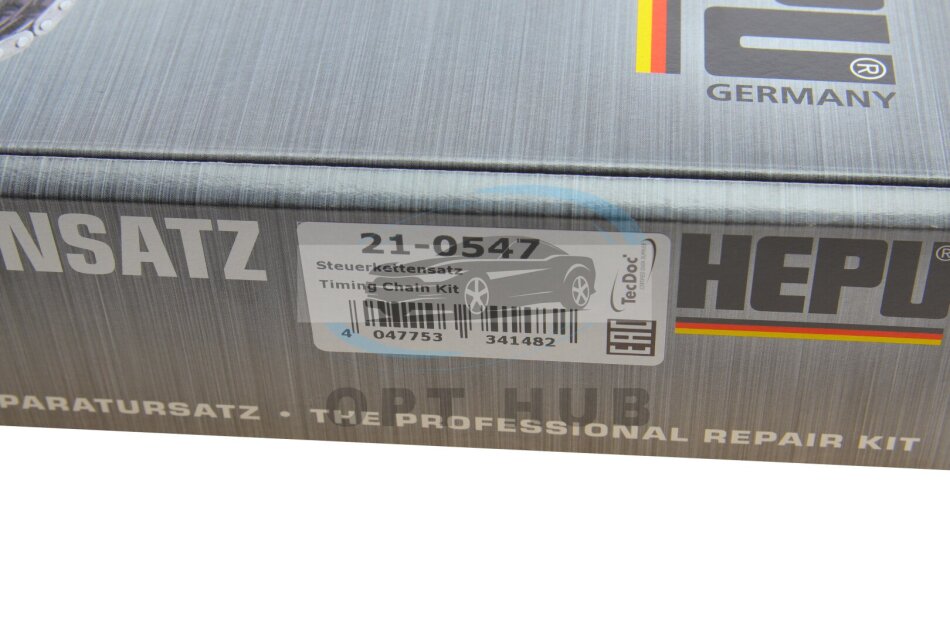 ®
GERMANY
NSATZ
21-0547
Steuerkettensatz
Timing Chain Kit
4 047753 341482
TecDoc
EAC
HEPU®
OPT HUB
PARATURSATZ • THE PROFESSIONAL REPAIR KIT